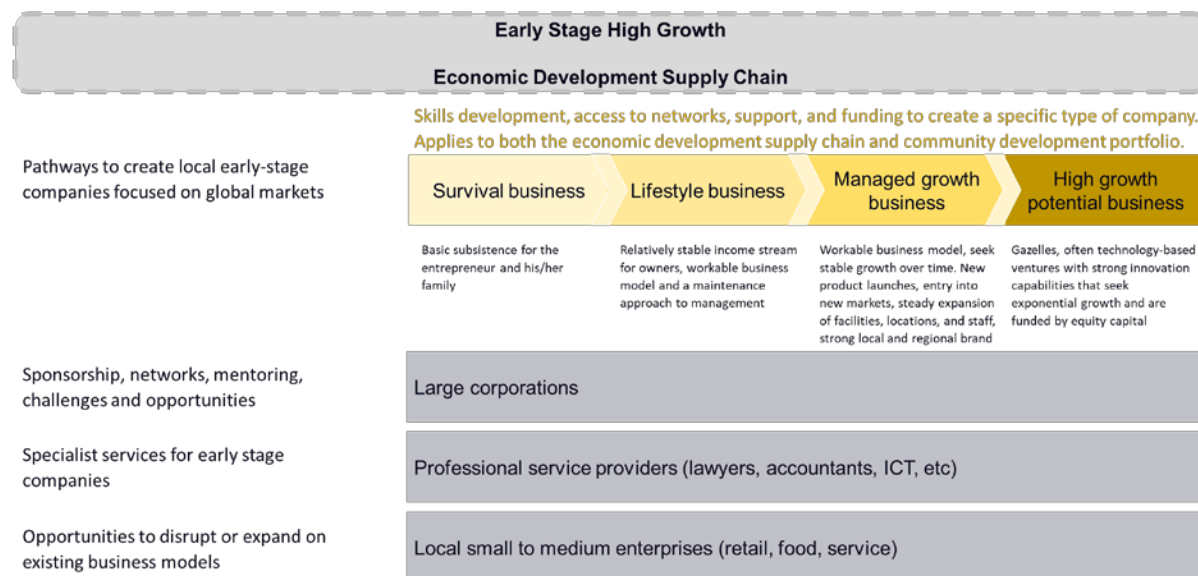 Early Stage High Growth
Economic Development Supply Chain
Skills development, access to networks, support, and funding to create a specific type of company.
Applies to both the economic development supply chain and community development portfolio.
Pathways to create local early-stage
companies focused on global markets
Survival business
Lifestyle business
Managed growth
business
High growth
potential business
Basic subsistence for the
entrepreneur and his/her
family
Relatively stable income stream
for owners, workable business
model and a maintenance
approach to management
Workable business model, seek
stable growth over time. New
product launches, entry into
new markets, steady expansion
of facilities, locations, and staff,
strong local and regional brand
Gazelles, often technology-based
ventures with strong innovation
capabilities that seek
exponential growth and are
funded by equity capital
Sponsorship, networks, mentoring,
challenges and opportunities
Large corporations
Specialist services for early stage
companies
Professional service providers (lawyers, accountants, ICT, etc)
Opportunities to disrupt or expand on
existing business models
Local small to medium enterprises (retail, food, service)